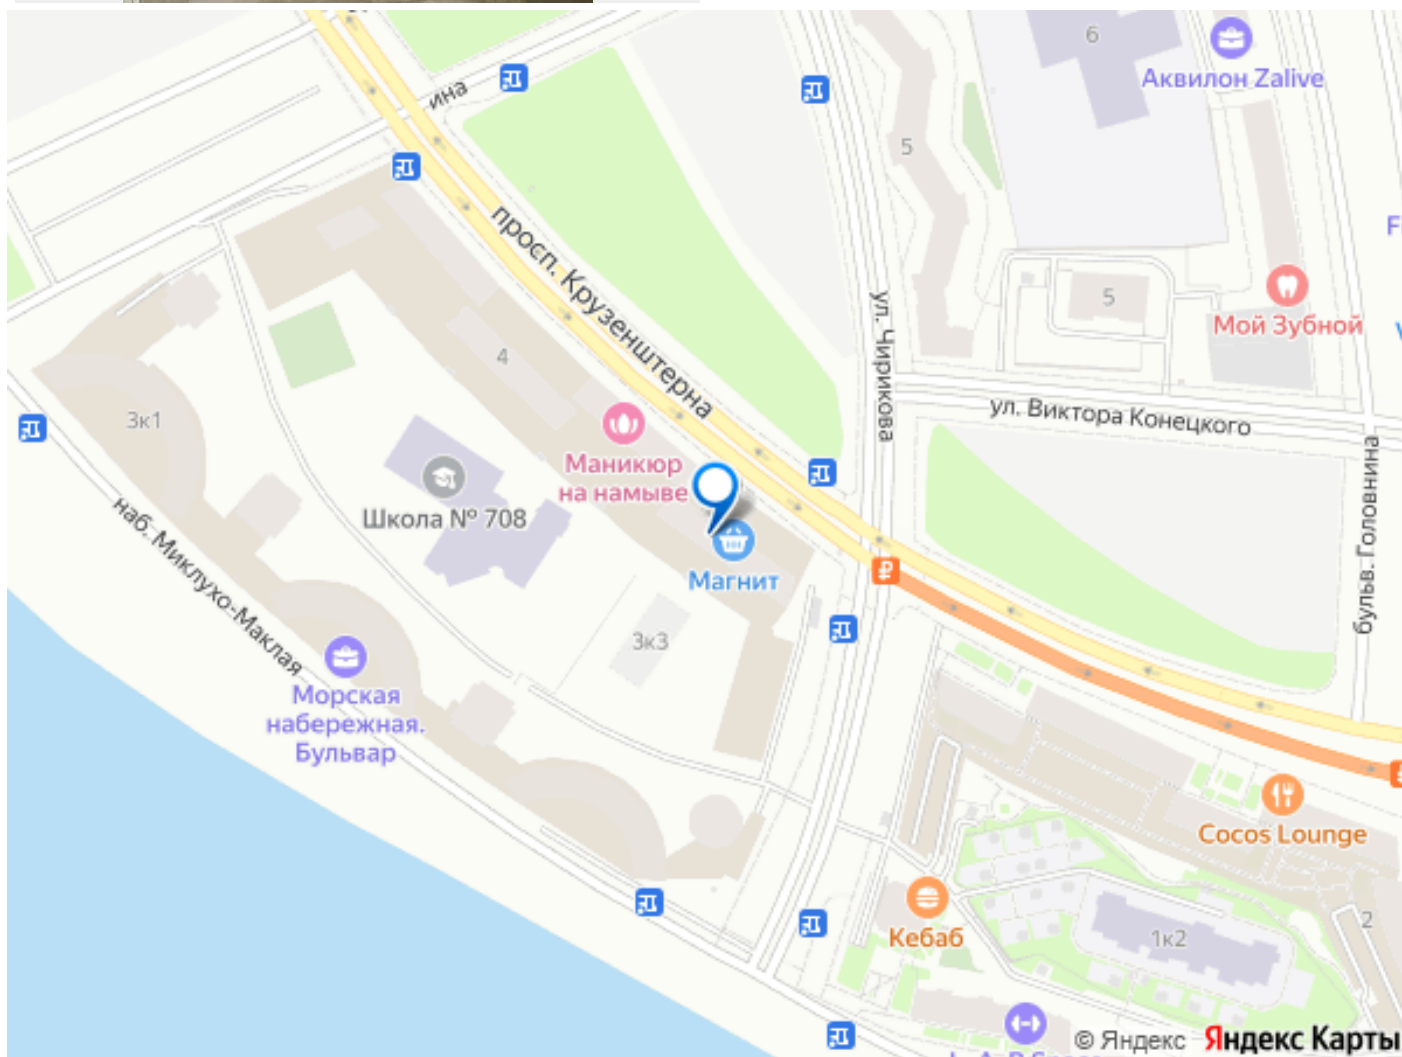 6
Аквилон Zalive
ина
5
просп. Крузенштерна
ул. Чирикова
5
Мой Зубной
4
3к1
ул. Виктора Конецкого
Маникюр
на намыве
Школа № 708
бульв. Головнина
наб. Миклухо-Маклая
Магнит
3к3
Морская
набережная.
Бульвар
Cocos Lounge
Кебаб
1к2
2
© Яндекс Яндекс Карты